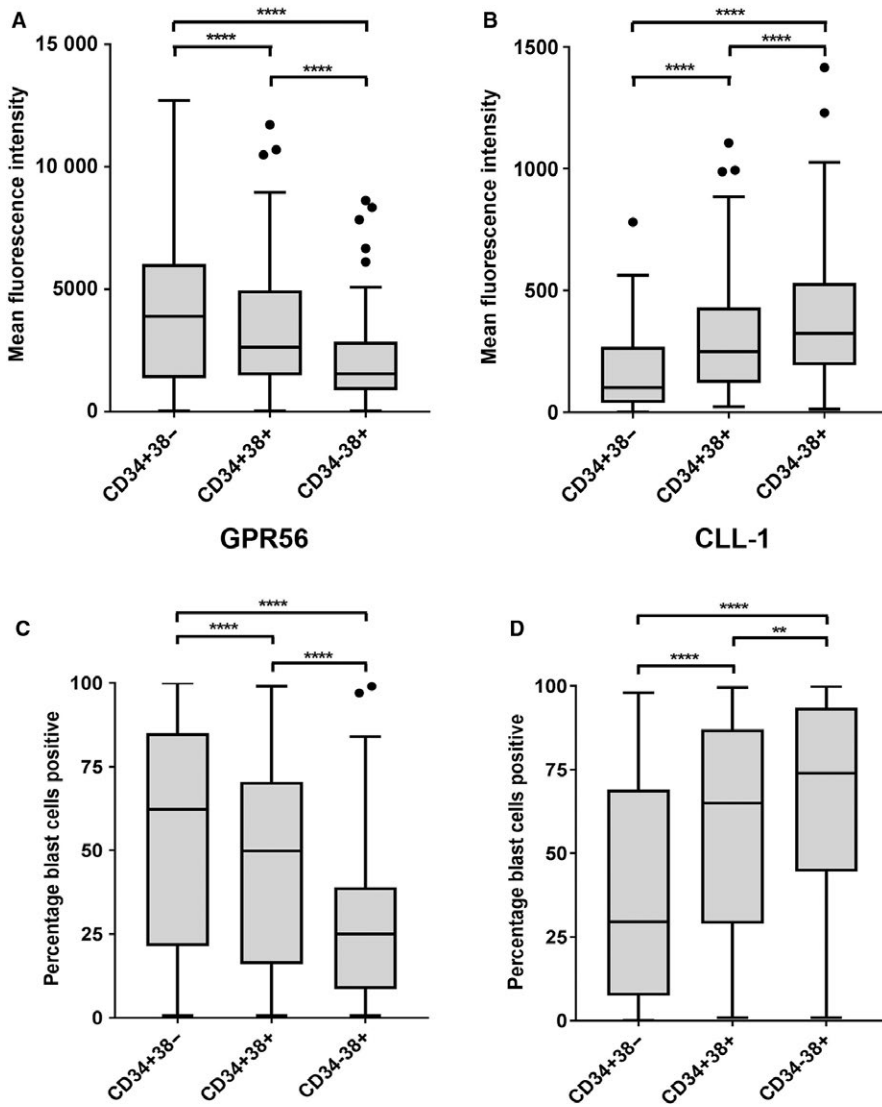 A
****
****
****
15 000
10 000
5000
0
Mean fluorescence intensity
CD34+38–
CD34+38+
CD34-38+
GPR56
B
****
****
****
1500
1000
500
0
Mean fluorescence intensity
CD34+38–
CD34+38+
CD34-38+
CLL-1
C
****
****
****
100
75
50
25
0
Percentage blast cells positive
CD34+38–
CD34+38+
CD34-38+
D
****
**
****
100
75
50
25
0
Percentage blast cells positive
CD34+38–
CD34+38+
CD34-38+